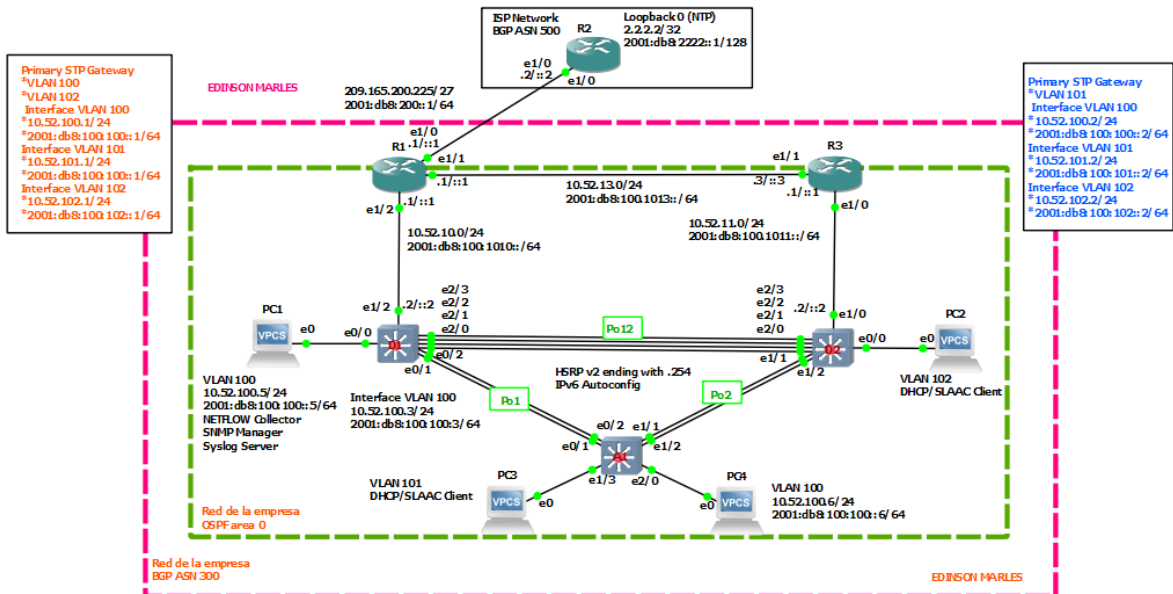 ISP Network
BGP ASN 500
R2
Loopback 0 (NTP)
2.2.2.2/32
2001:db8:2222::1/128
e1/0
.2/::2
e1/0
Primary STP Gateway
*VLAN 100
*VLAN 102
Interface VLAN 100
*10.52.100.1/24
*2001:db8:100:100::1/64
Interface VLAN 101
*10.52.101.1/24
*2001:db8:100:100::1/64
Interface VLAN 102
*10.52.102.1/24
*2001:db8:100:102::1/64
EDINSON MARLES
209.165.200.225/27
2001:db8:200::1/64
Primary STP Gateway
*VLAN 101
Interface VLAN 100
*10.52.100.2/24
*2001:db8:100:100::2/64
Interface VLAN 101
*10.52.101.2/24
*2001:db8:100:101::2/64
Interface VLAN 102
*10.52.102.2/24
*2001:db8:100:102::2/64
e1/0
.1/::1
R1
e1/1
.1/::1
.1/::1
e1/2
10.52.13.0/24
2001:db8:100.1013::/64
e1/1
R3
.3/::3
.1/::1
e1/0
10.52.10.0/24
2001:db8:100:1010::/64
10.52.11.0/24
2001:db8:100.1011::/64
e1/2
.2/::2
e2/3
e2/2
e2/1
e2/0
Po12
e2/3
e2/2
e2/1
e2/0
.2/::2
e1/0
PC1
VPCS
e0
e0/0
D1
e0/2
e0/1
e1/1
e1/2
D2
e0/0
e0
PC2
VPCS
VLAN 100
10.52.100.5/24
2001:db8:100:100::5/64
NETFLOW Collector
SNMP Manager
Syslog Server
Interface VLAN 100
10.52.100.3/24
2001:db8:100:100:3/64
HSRP v2 ending with .254
IPv6 Autoconfig
VLAN 102
DHCP/SLAAC Client
Po1
Po2
e0/2
e0/1
e1/1
e1/2
A1
e1/3
e2/0
VLAN 101
DHCP/SLAAC Client
PC3
VPCS
e0
PC4
VPCS
e0
VLAN 100
10.52.100.6/24
2001:db8:100:100::6/64
Red de la empresa
OSPF area 0
Red de la empresa
BGP ASN 300
EDINSON MARLES